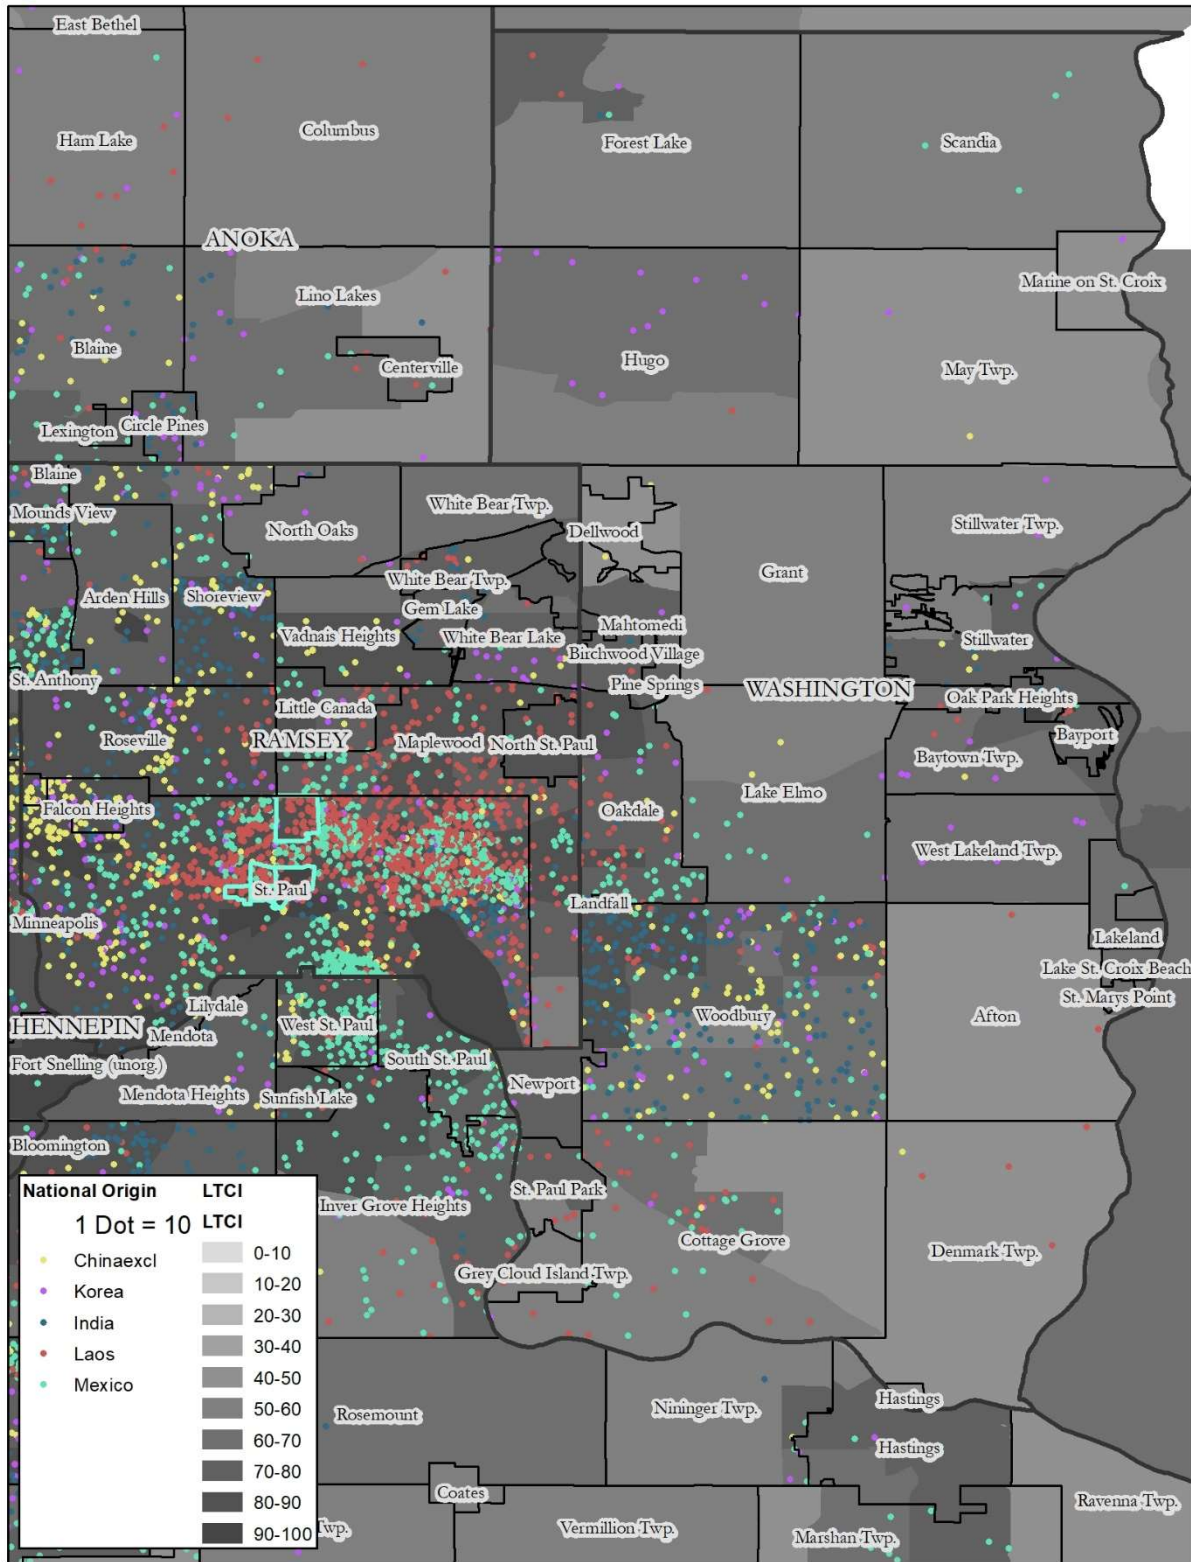 East Bethel
Ham Lake
Columbus
Forest Lake
Scandia
ANOKA
Marine on St. Croix
Lino Lakes
Blaine
Centerville
Hugo
May Twp.
Lexington
Circle Pines
Blaine
Mounds View
North Oaks
White Bear Twp.
Stillwater Twp.
Dellwood
Grant
Arden Hills
Shoreview
White Bear Twp.
Gem Lake
Vadnais Heights
White Bear Lake
Mahtomedi
Stillwater
Birchwood Village
St. Anthony
Pine Springs
WASHINGTON
Oak Park Heights
Little Canada
Roseville
RAMSEY
Maplewood
North St. Paul
Bayport
Baytown Twp.
Lake Elmo
Falcon Heights
Oakdale
West Lakeland Twp.
St. Paul
Landfall
Minneapolis
Lakeland
Lake St. Croix Beach
St. Marys Point
Lilydale
Woodbury
Afton
HENNEPIN
Mendota
West St. Paul
South St. Paul
Fort Snelling (unorg.)
Newport
Mendota Heights
Sunfish Lake
Bloomington
St. Paul Park
Inver Grove Heights
Cottage Grove
Denmark Twp.
Grey Cloud Island Twp.
National Origin
1 Dot = 10
Chinaexcl
Korea
India
Laos
Mexico
LTCI
LTCI
0-10
10-20
20-30
30-40
40-50
50-60
60-70
70-80
80-90
90-100
Rosemount
Nininger Twp.
Hastings
Hastings
Coates
Ravenna Twp.
Twp.
Vermillion Twp.
Marshan Twp.